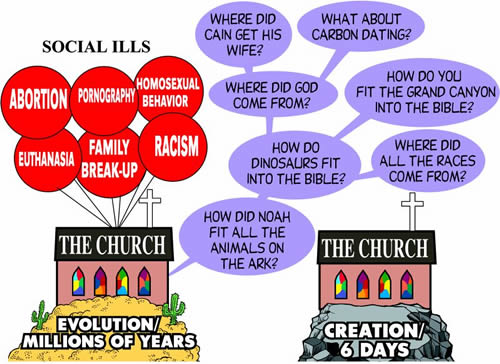 SOCIAL ILLS
ABORTION
PORNOGRAPHY
HOMOSEXUAL
BEHAVIOR
EUTHANASIA
FAMILY
BREAK-UP
RACISM
THE CHURCH
EVOLUTION/
MILLIONS OF YEARS
WHERE DID
CAIN GET HIS
WIFE?
WHAT ABOUT
CARBON DATING?
WHERE DID GOD
COME FROM?
HOW DO YOU
FIT THE GRAND CANYON
INTO THE BIBLE?
HOW DO
DINOSAURS FIT
INTO THE BIBLE?
WHERE DID
ALL THE RACES
COME FROM?
HOW DID NOAH
FIT ALL THE
ANIMALS ON
THE ARK?
THE CHURCH
CREATION/
6 DAYS